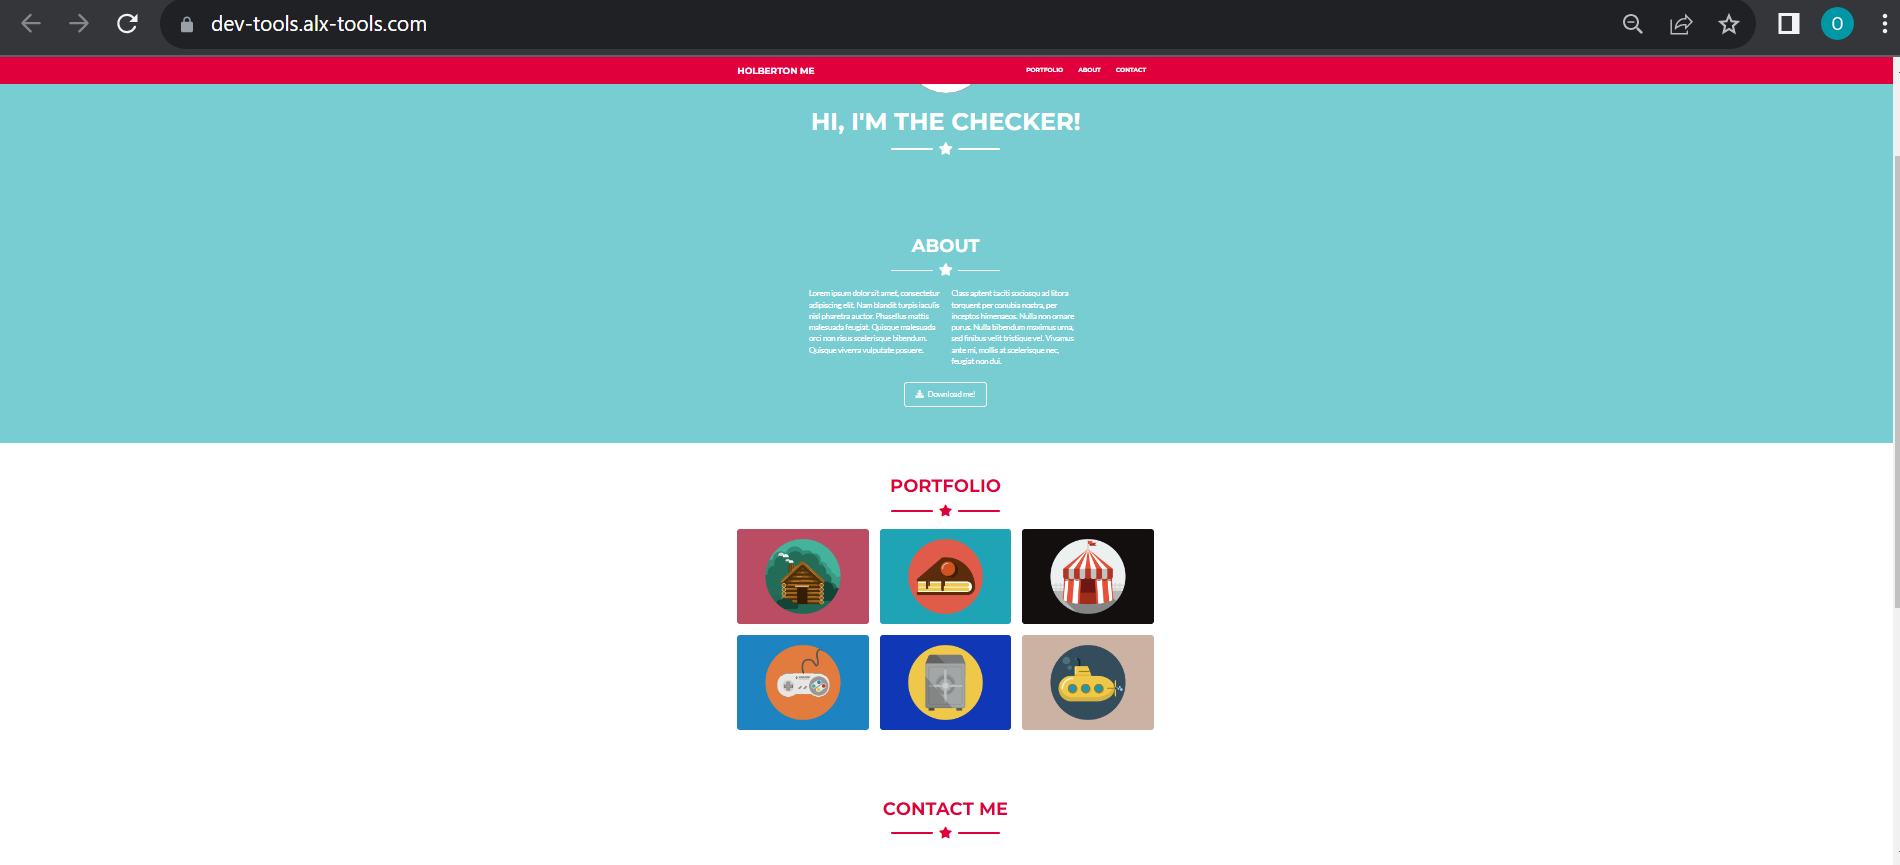 dev-tools.alx-tools.com
O
HOLBERTON ME
PORTFOLIO ABOUT CONTACT
HI, I'M THE CHECKER!
ABOUT
Lorem ipsum dolor sit amet, consectetur
adipiscing elit. Nam blandit turpis iaculis
nisl pharetra auctor. Phasellus mattis
malesuada feugiat. Quisque malesuada
orci non risus scelerisque bibendum.
Quisque viverra vulputate posuere.
Class aptent taciti sociosqu ad litora
torquent per conubia nostra, per
inceptos himenaeos. Nulla non ornare
purus. Nulla bibendum maximus urna,
sed finibus velit tristique vel. Vivamus
ante mi, mollis at scelerisque nec,
feugiat non dui.
Download me!
PORTFOLIO
CONTACT ME